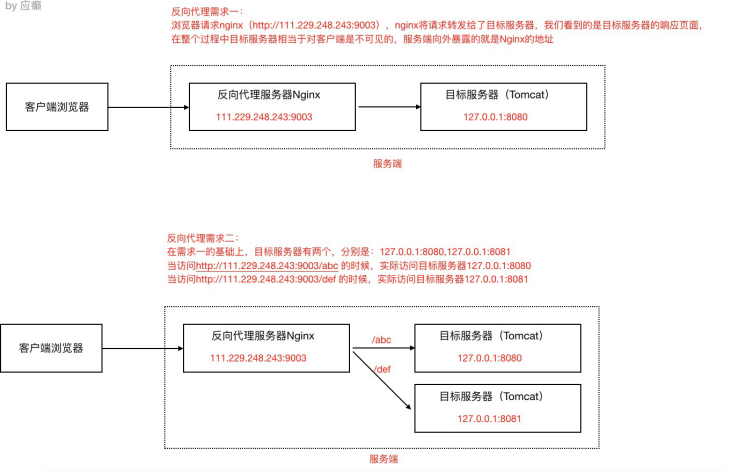 by 应癫
反向代理需求一：
浏览器请求nginx（http://111.229.248.243:9003），nginx将请求转发给了目标服务器，我们看到的是目标服务器的响应页面，
在整个过程中目标服务器相当于对客户端是不可见的，服务端向外暴露的就是Nginx的地址
客户端浏览器
反向代理服务器Nginx
111.229.248.243:9003
目标服务器（Tomcat）
127.0.0.1:8080
服务端
反向代理需求二：
在需求一的基础上，目标服务器有两个，分别是：127.0.0.1:8080,127.0.0.1:8081
当访问http://111.229.248.243:9003/abc 的时候，实际访问目标服务器127.0.0.1:8080
当访问http://111.229.248.243:9003/def 的时候，实际访问目标服务器127.0.0.1:8081
客户端浏览器
反向代理服务器Nginx
111.229.248.243:9003
/abc
/def
目标服务器（Tomcat）
127.0.0.1:8080
目标服务器（Tomcat）
127.0.0.1:8081
服务端